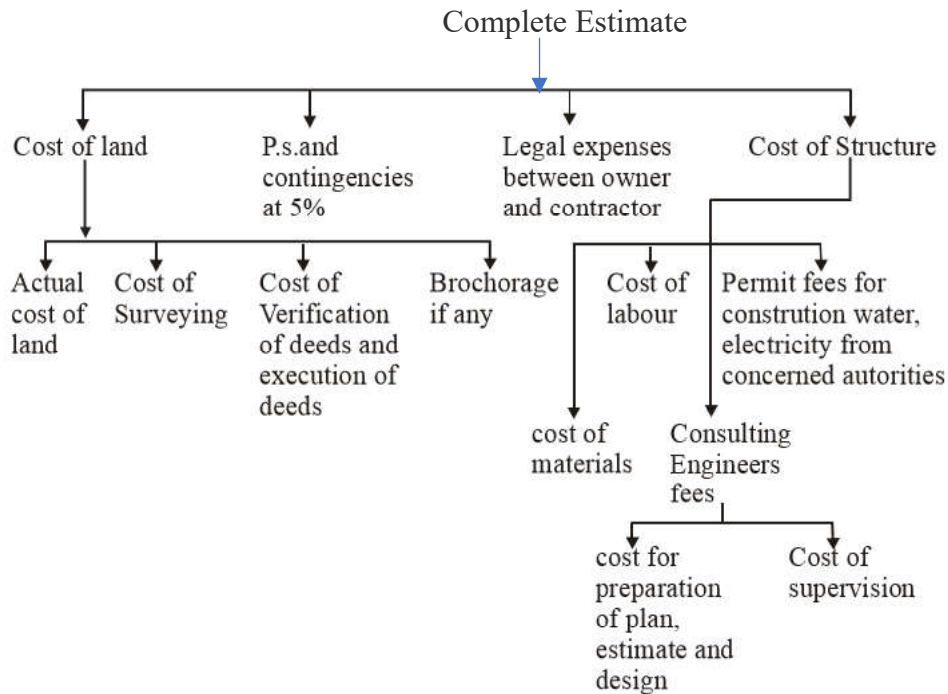 Complete Estimate
Cost of land
P.s.and
contingencies
at 5%
Legal expenses
between owner
and contractor
Cost of Structure
Actual
cost of
land
Cost of
Surveying
Cost of
Verification
of deeds and
execution of
deeds
Brochorage
if any
Cost of
labour
Permit fees for
constrution water,
electricity from
concerned autorities
cost of
materials
Consulting
Engineers
fees
cost for
preparation
of plan,
estimate and
design
Cost of
supervision